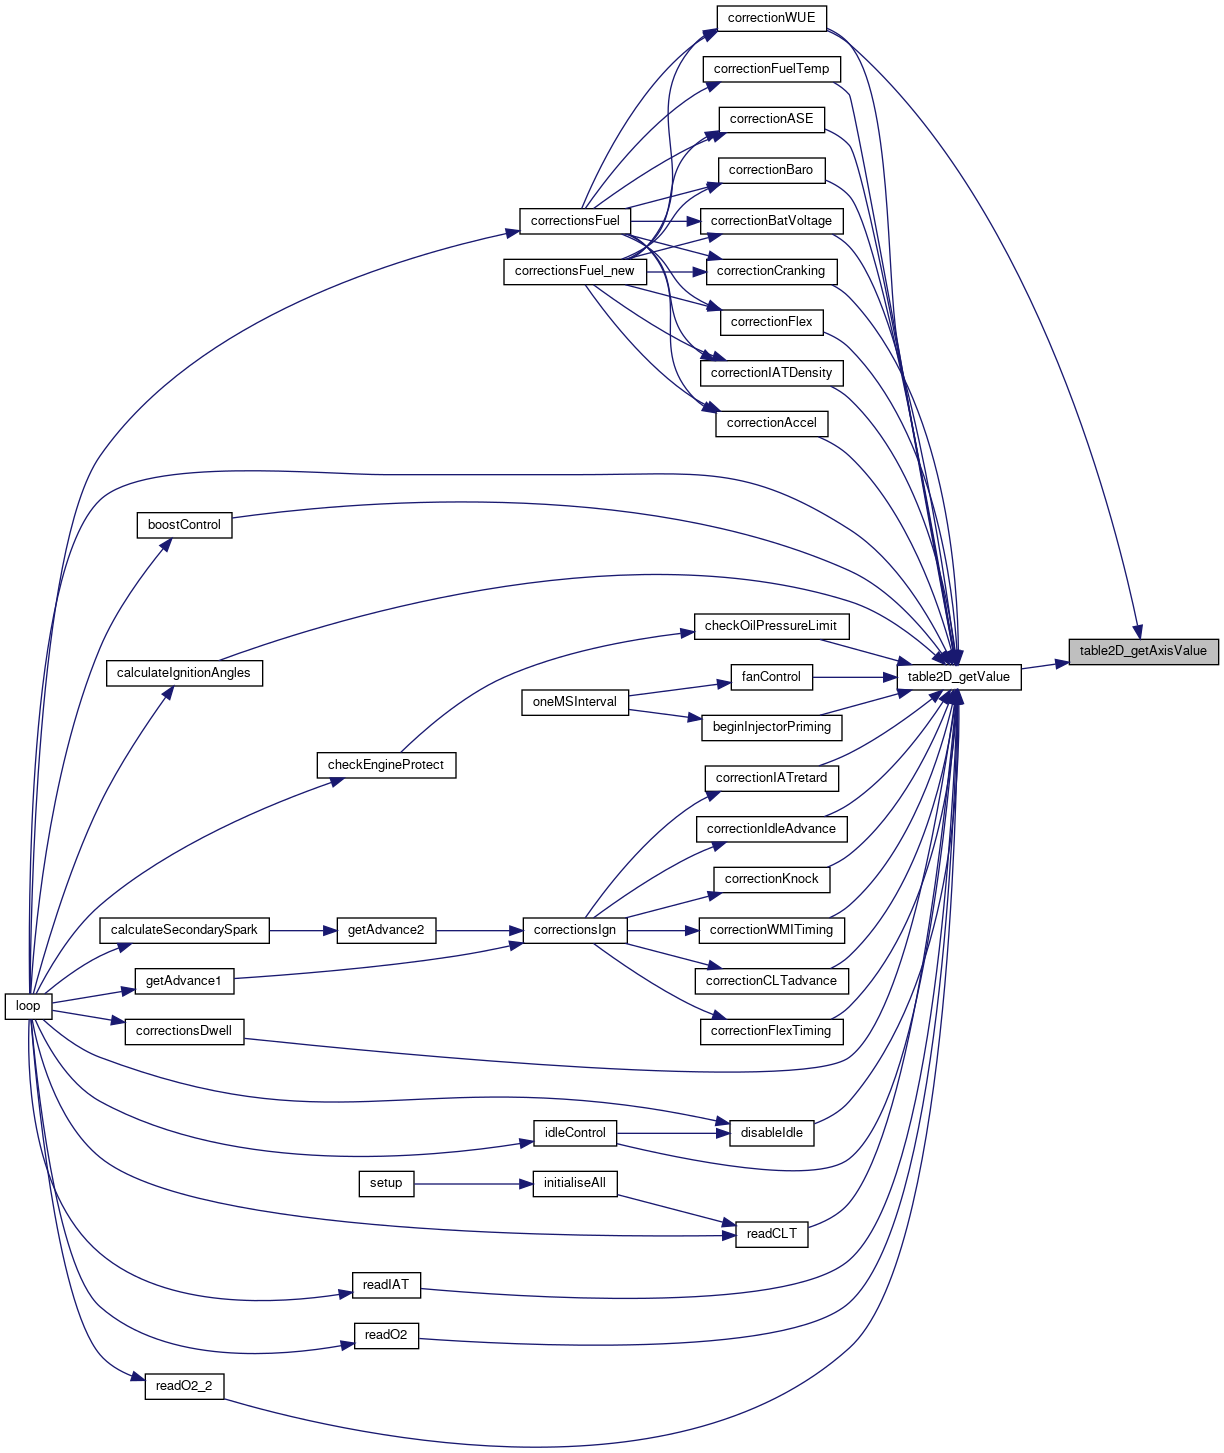 correctionWUE
correctionFuelTemp
correctionASE
correctionBaro
correctionsFuel
correctionBatVoltage
correctionsFuel_new
correctionCranking
correctionFlex
correctionIATDensity
correctionAccel
boostControl
checkOilPressureLimit
table2D_getAxisValue
calculateIgnitionAngles
fanControl
table2D_getValue
oneMSInterval
beginInjectorPriming
checkEngineProtect
correctionIATretard
correctionIdleAdvance
correctionKnock
calculateSecondarySpark
getAdvance2
correctionsIgn
correctionWMITiming
getAdvance1
correctionCLTadvance
loop
correctionsDwell
correctionFlexTiming
idleControl
disableIdle
setup
initialiseAll
readCLT
readIAT
readO2
readO2_2